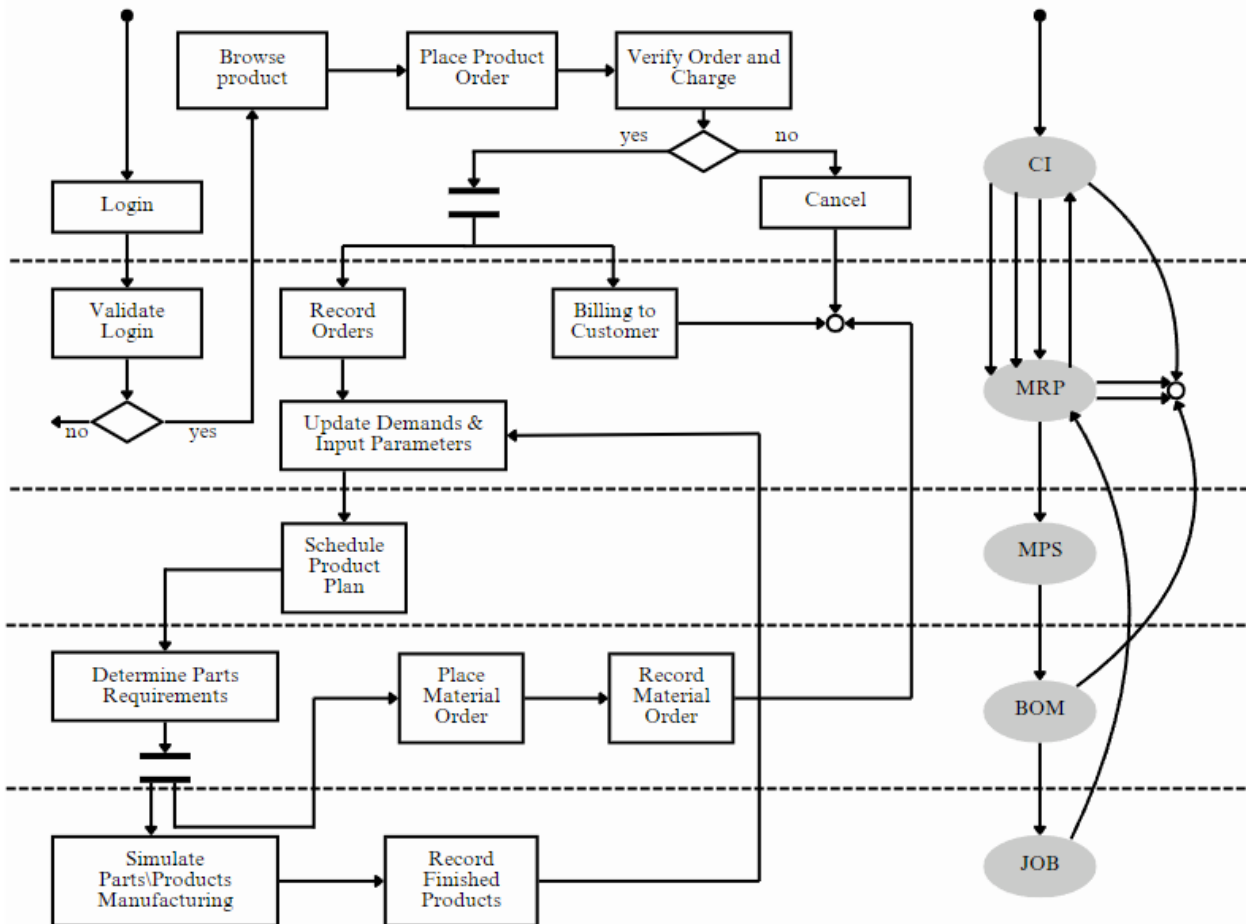 Browse
product
Place Product
Order
Verify Order and
Charge
yes
no
CI
Login
Cancel
Validate
Login
Record
Orders
Billing to
Customer
MRP
no
yes
Update Demands &
Input Parameters
Schedule
Product
Plan
MPS
Determine Parts
Requirements
Place
Material
Order
Record
Material
Order
BOM
Simulate
Parts\Products
Manufacturing
Record
Finished
Products
JOB